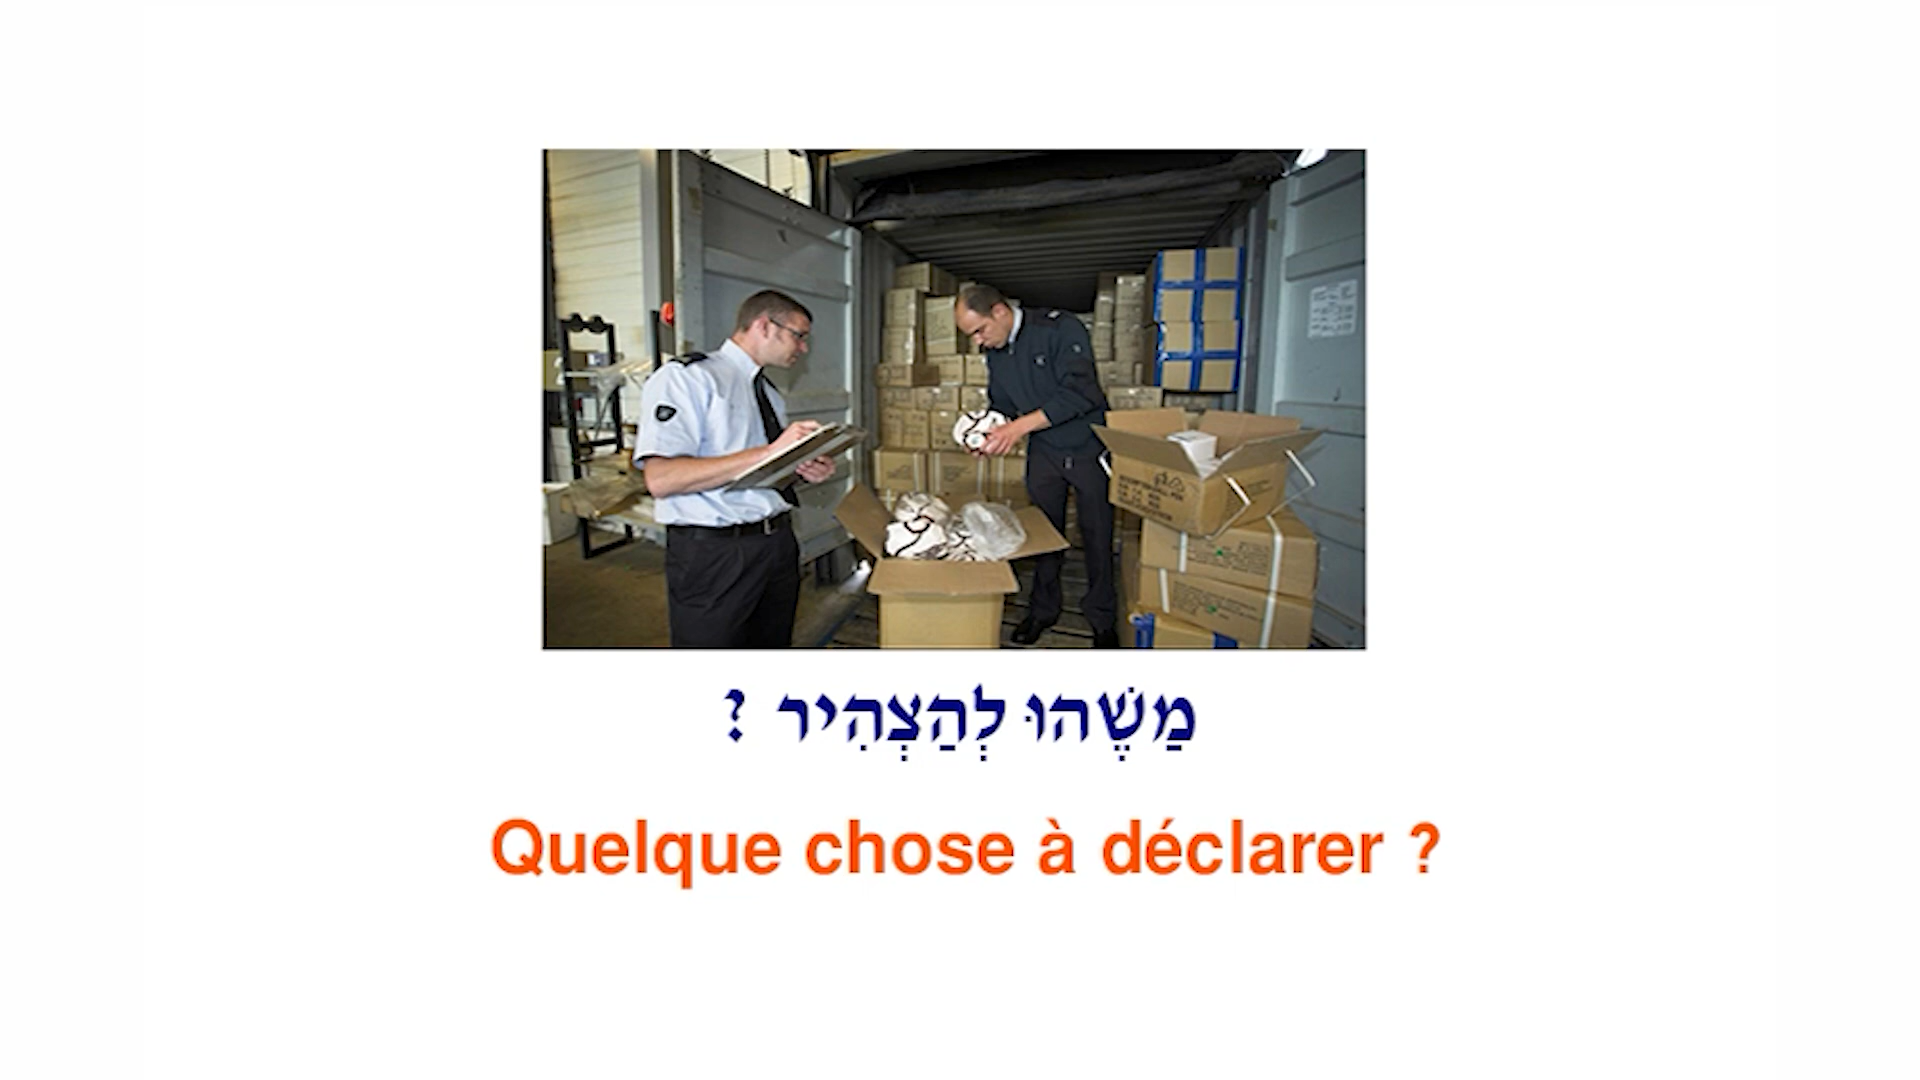 מַשֶּׁהוּ לְהַצְהִיר ?
Quelque chose à déclarer ?